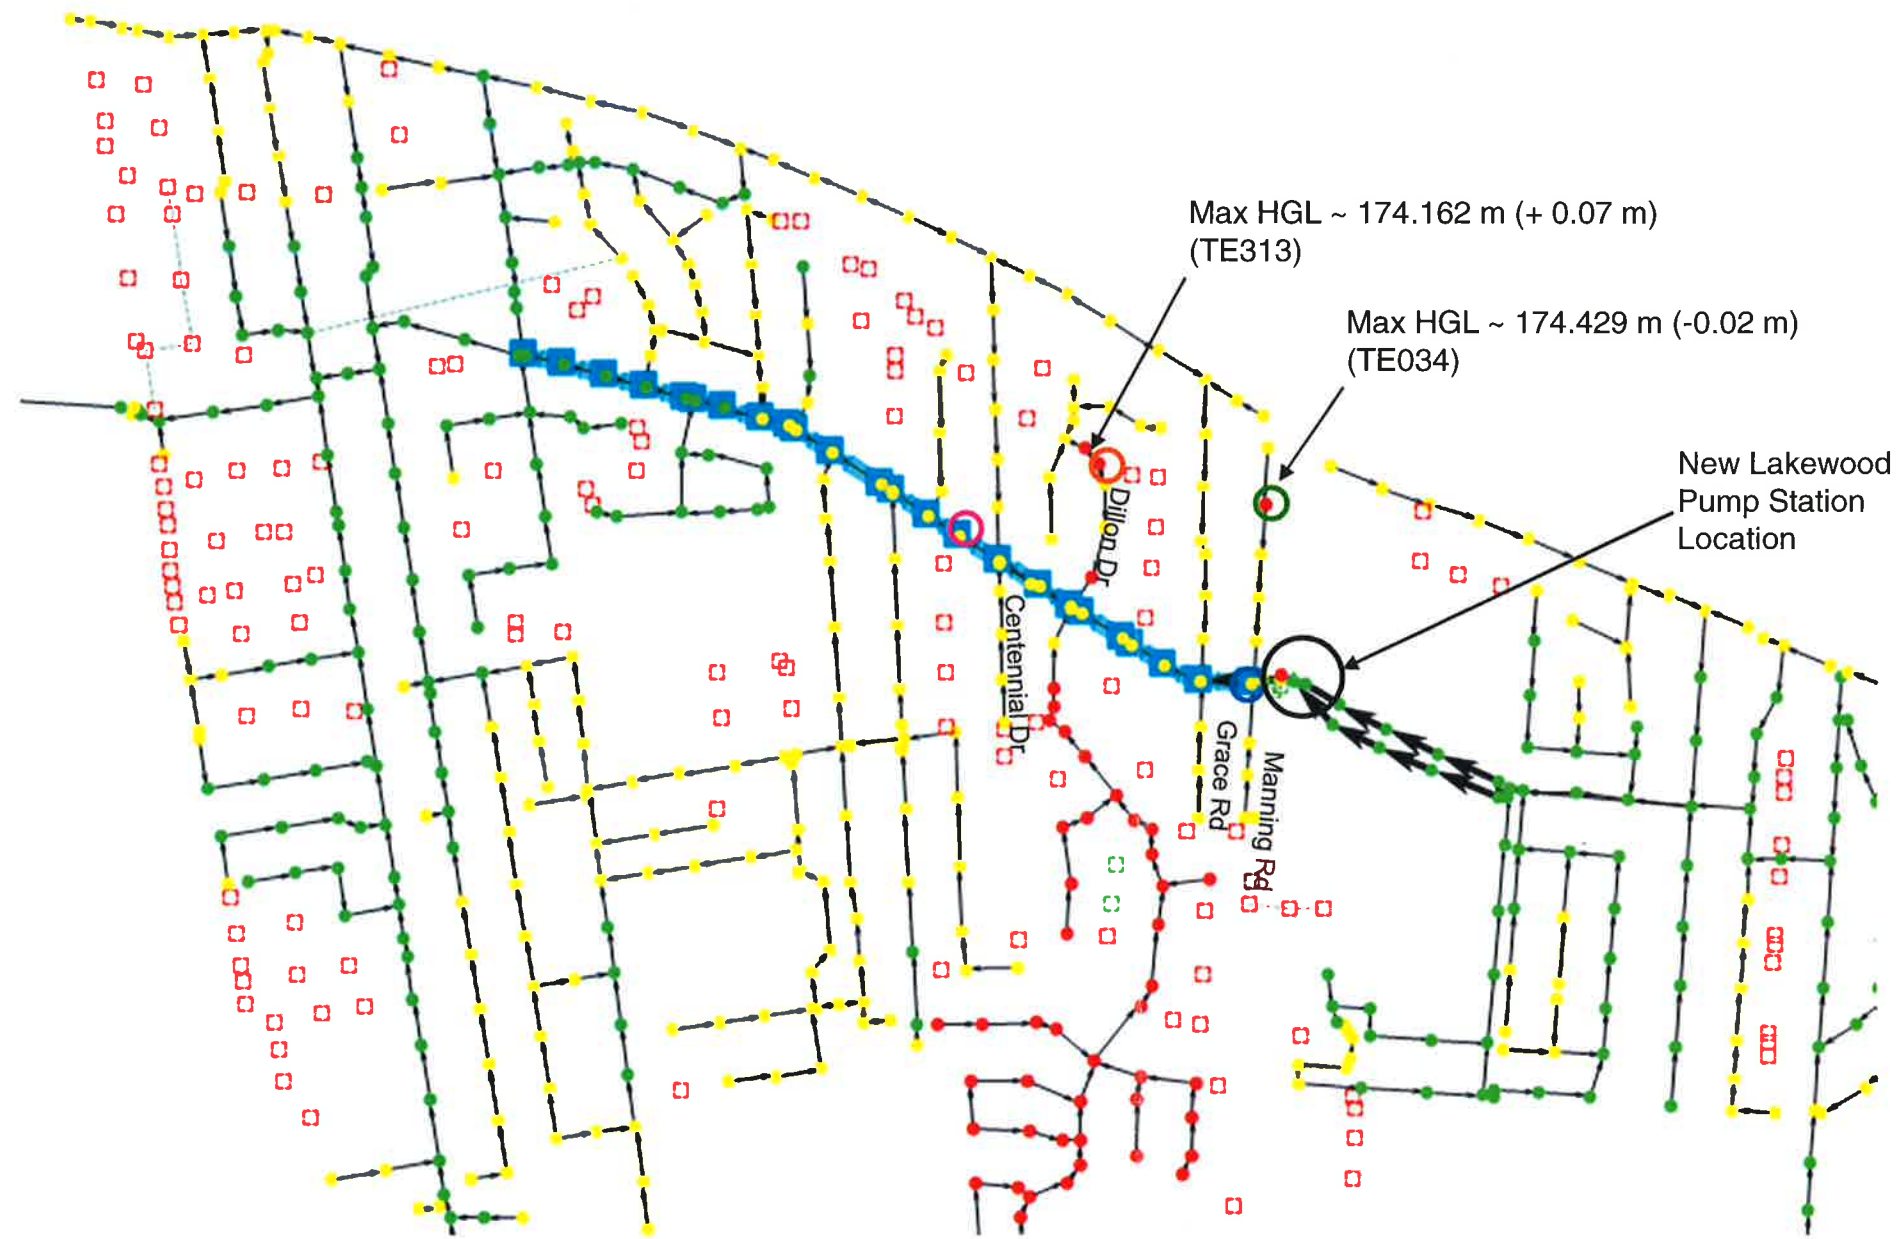 Max HGL ~ 174.162 m (+ 0.07 m)
(TE313)
Max HGL ~ 174.429 m (-0.02 m)
(TE034)
New Lakewood
Pump Station
Location
Dillon Dr
Centennial Dr
Grace Rd
Manning Rd